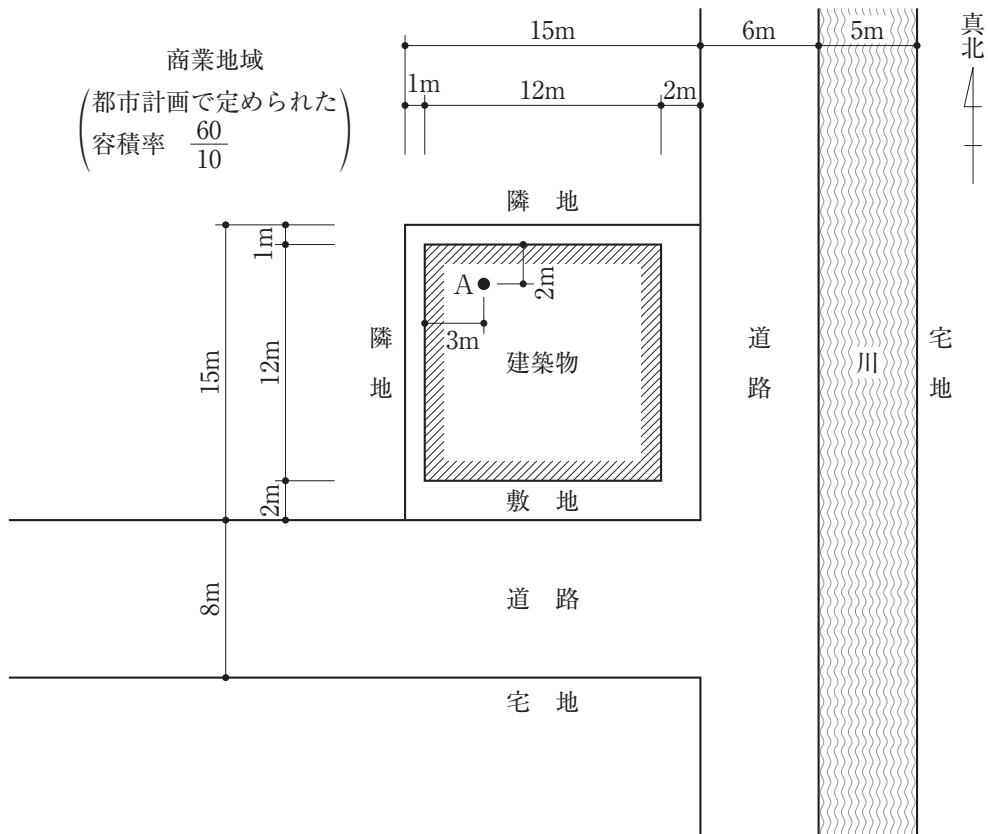 15m
6m
5m
真北
商業地域
1m
12m
2m
都市計画で定められた
容積率 60/10
隣 地
1m
A
2m
3m
隣地
15m
12m
建築物
道路
川
宅地
2m
敷 地
8m
道 路
宅 地